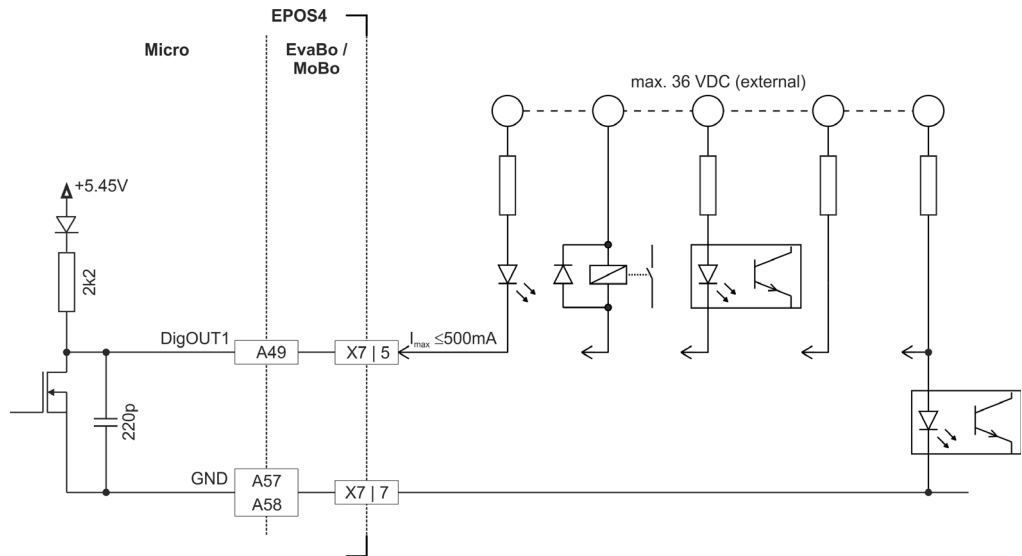 EPOS4
Micro
EvaBo /
MoBo
max. 36 VDC (external)
+5.45V
2k2
DigOUT1
A49
X7 | 5
Imax ≤500mA
220p
GND
A57
A58
X7 | 7